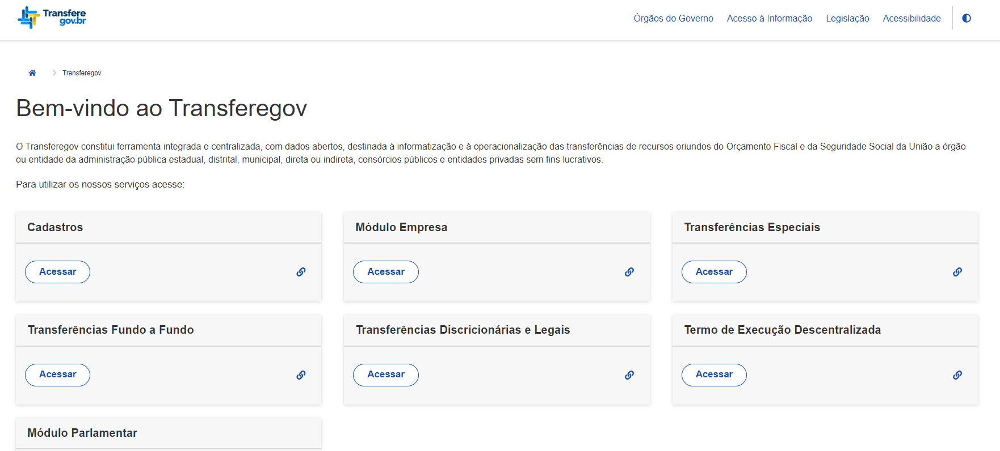 Transfere
gov.br
Órgãos do Governo Acesso à Informação Legislação Acessibilidade
Transferegov
Bem-vindo ao Transferegov
O Transferegov constitui ferramenta integrada e centralizada, com dados abertos, destinada à informatização e à operacionalização das transferências de recursos oriundos do Orçamento Fiscal e da Seguridade Social da União a órgão
ou entidade da administração pública estadual, distrital, municipal, direta ou indireta, consórcios públicos e entidades privadas sem fins lucrativos.
Para utilizar os nossos serviços acesse:
Cadastros
Acessar
Módulo Empresa
Acessar
Transferências Especiais
Acessar
Transferências Fundo a Fundo
Acessar
Transferências Discricionárias e Legais
Acessar
Termo de Execução Descentralizada
Acessar
Módulo Parlamentar